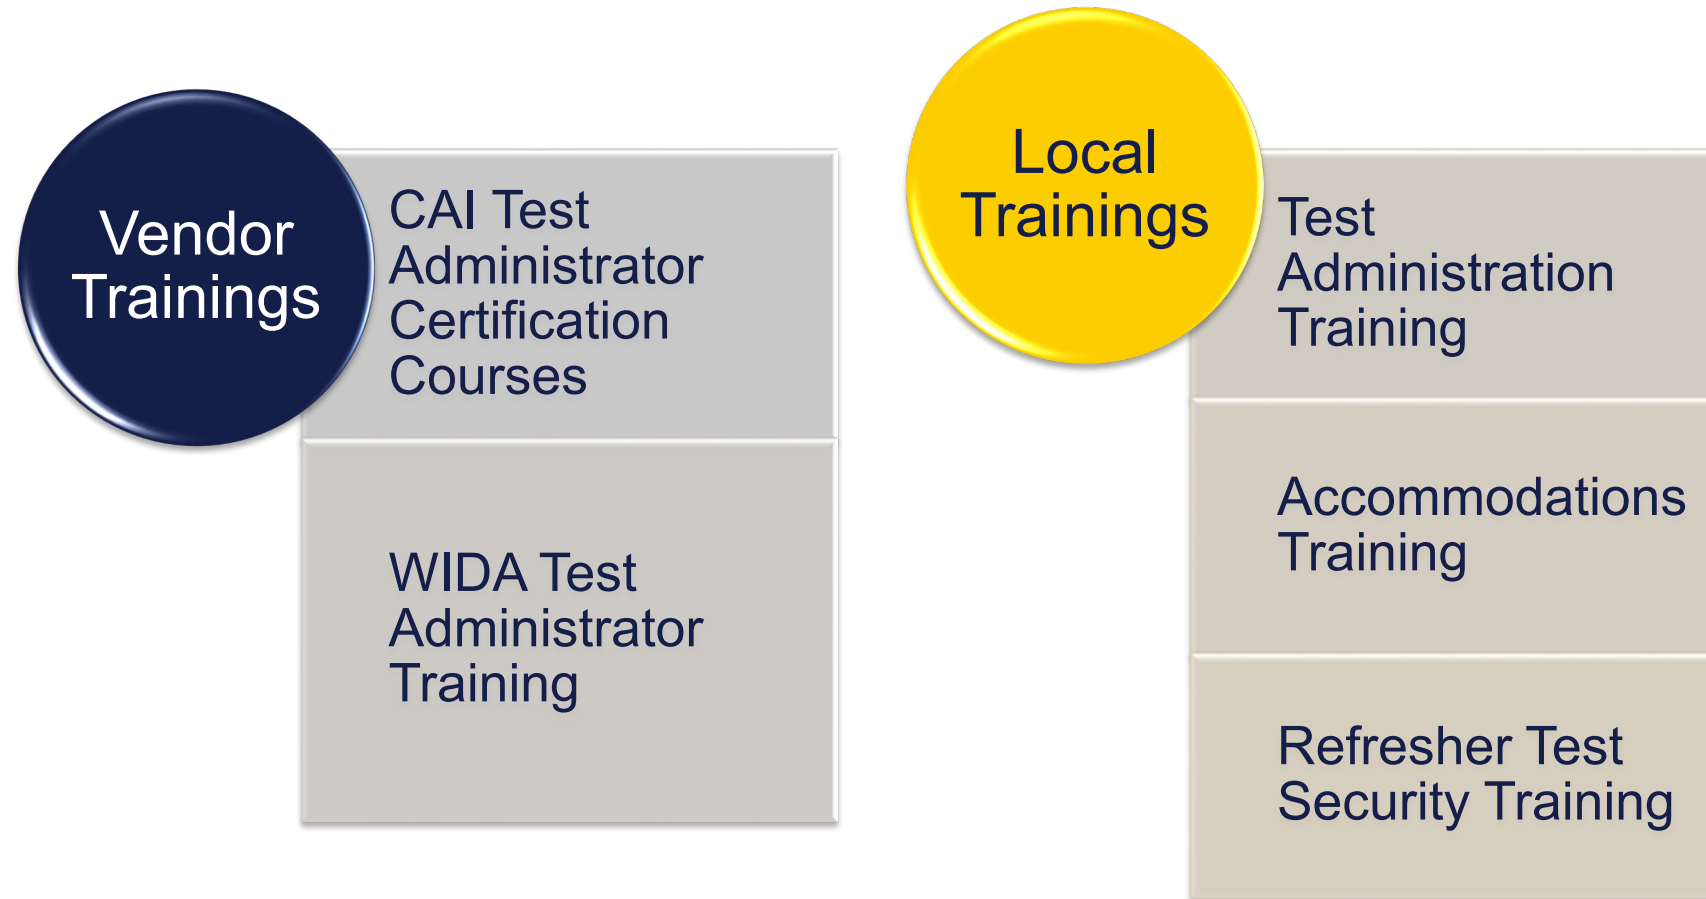 Vendor
Trainings
CAI Test
Administrator
Certification
Courses
WIDA Test
Administrator
Training
Local
Trainings
Test
Administration
Training
Accommodations
Training
Refresher Test
Security Training